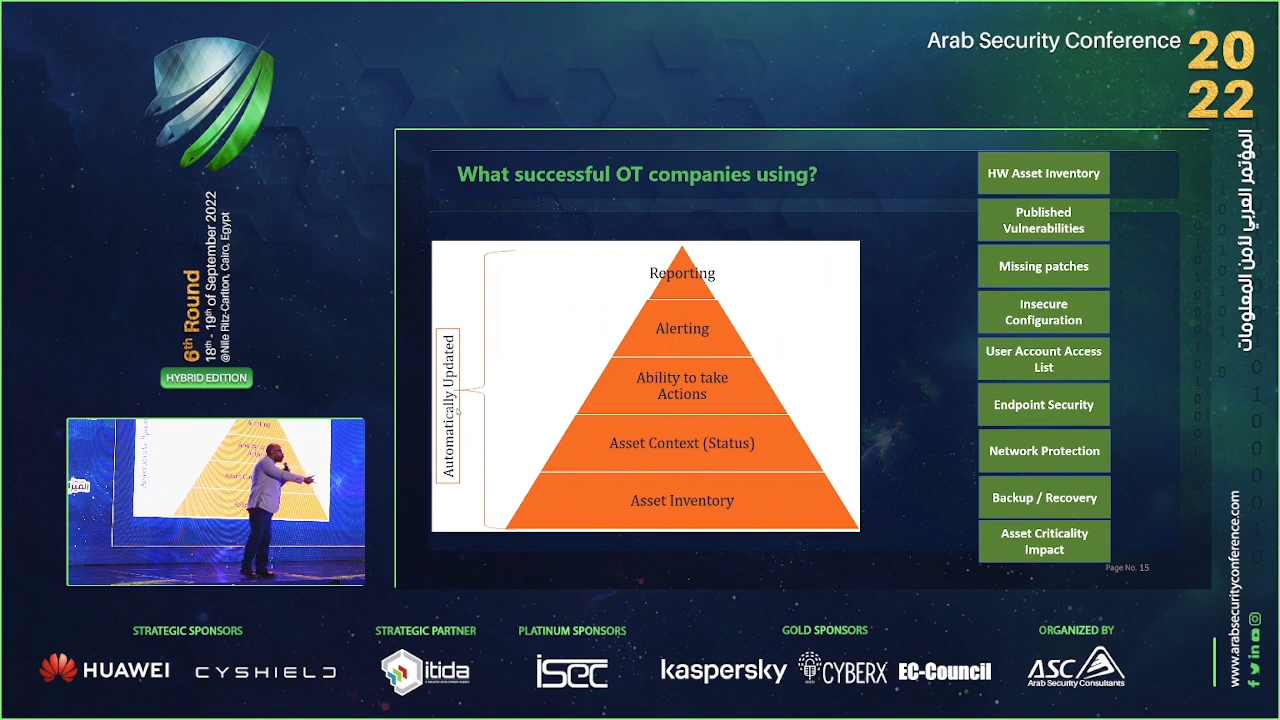 Arab Security Conference
20
22
المؤتمر العربي لأمن المعلومات
6th Round
18th - 19th of September 2022
@Nile Ritz-Carlton, Cairo, Egypt
HYBRID EDITION
What successful OT companies using?
Automatically Updated
Reporting
Alerting
Ability to take
Actions
Asset Context (Status)
Asset Inventory
HW Asset Inventory
Published
Vulnerabilities
Missing patches
Insecure
Configuration
User Account Access
List
Endpoint Security
Network Protection
Backup / Recovery
Asset Criticality
Impact
Page No. 15
www.arabsecurityconference.com
STRATEGIC SPONSORS
HUAWEI
CYSHIELD
STRATEGIC PARTNER
itida
PLATINUM SPONSORS
isec
GOLD SPONSORS
kaspersky
CYBERX
EC-Council
ORGANIZED BY
ASC
Arab Security Consultants